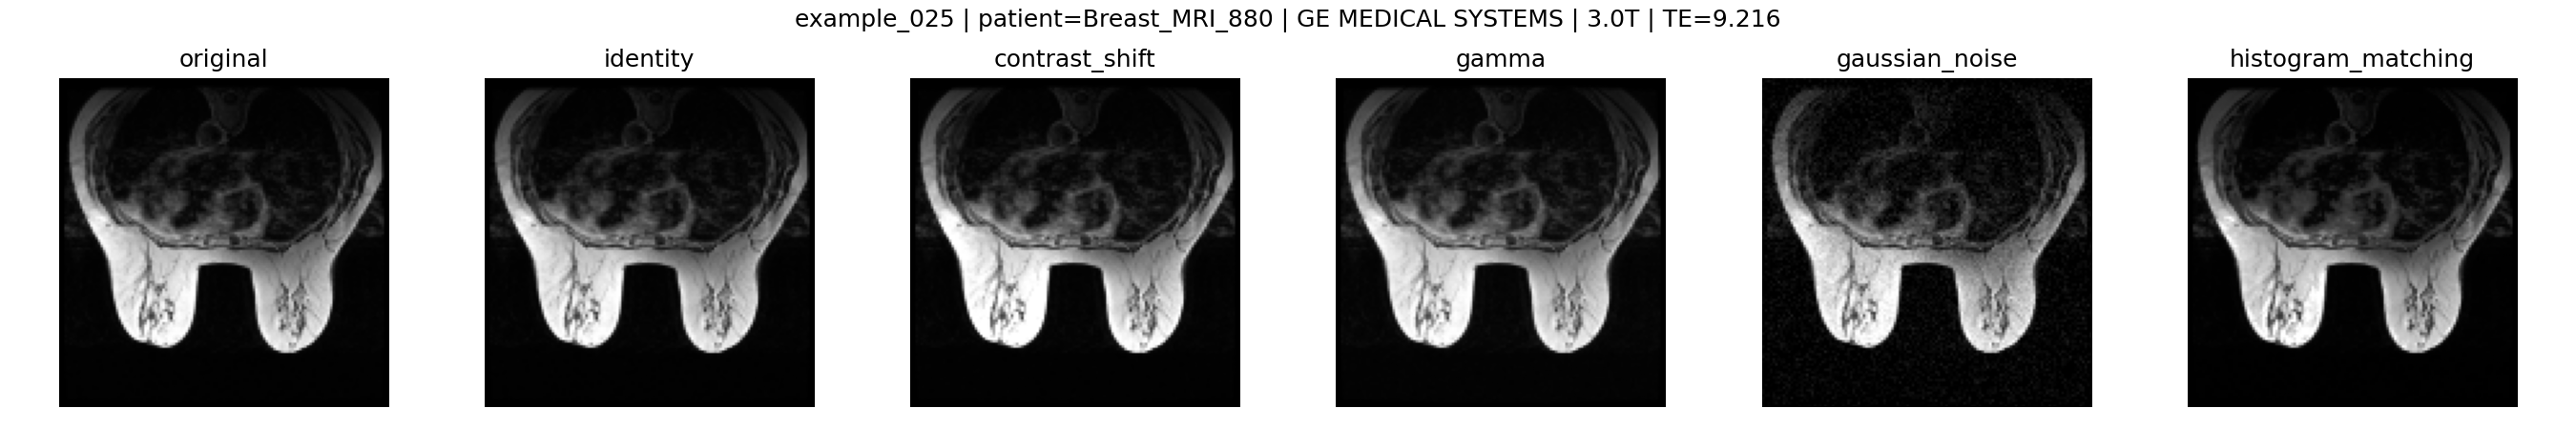 example_025 | patient=Breast_MRI_880 | GE MEDICAL SYSTEMS | 3.0T | TE=9.216
original identity contrast_shift gamma gaussian_noise histogram_matching